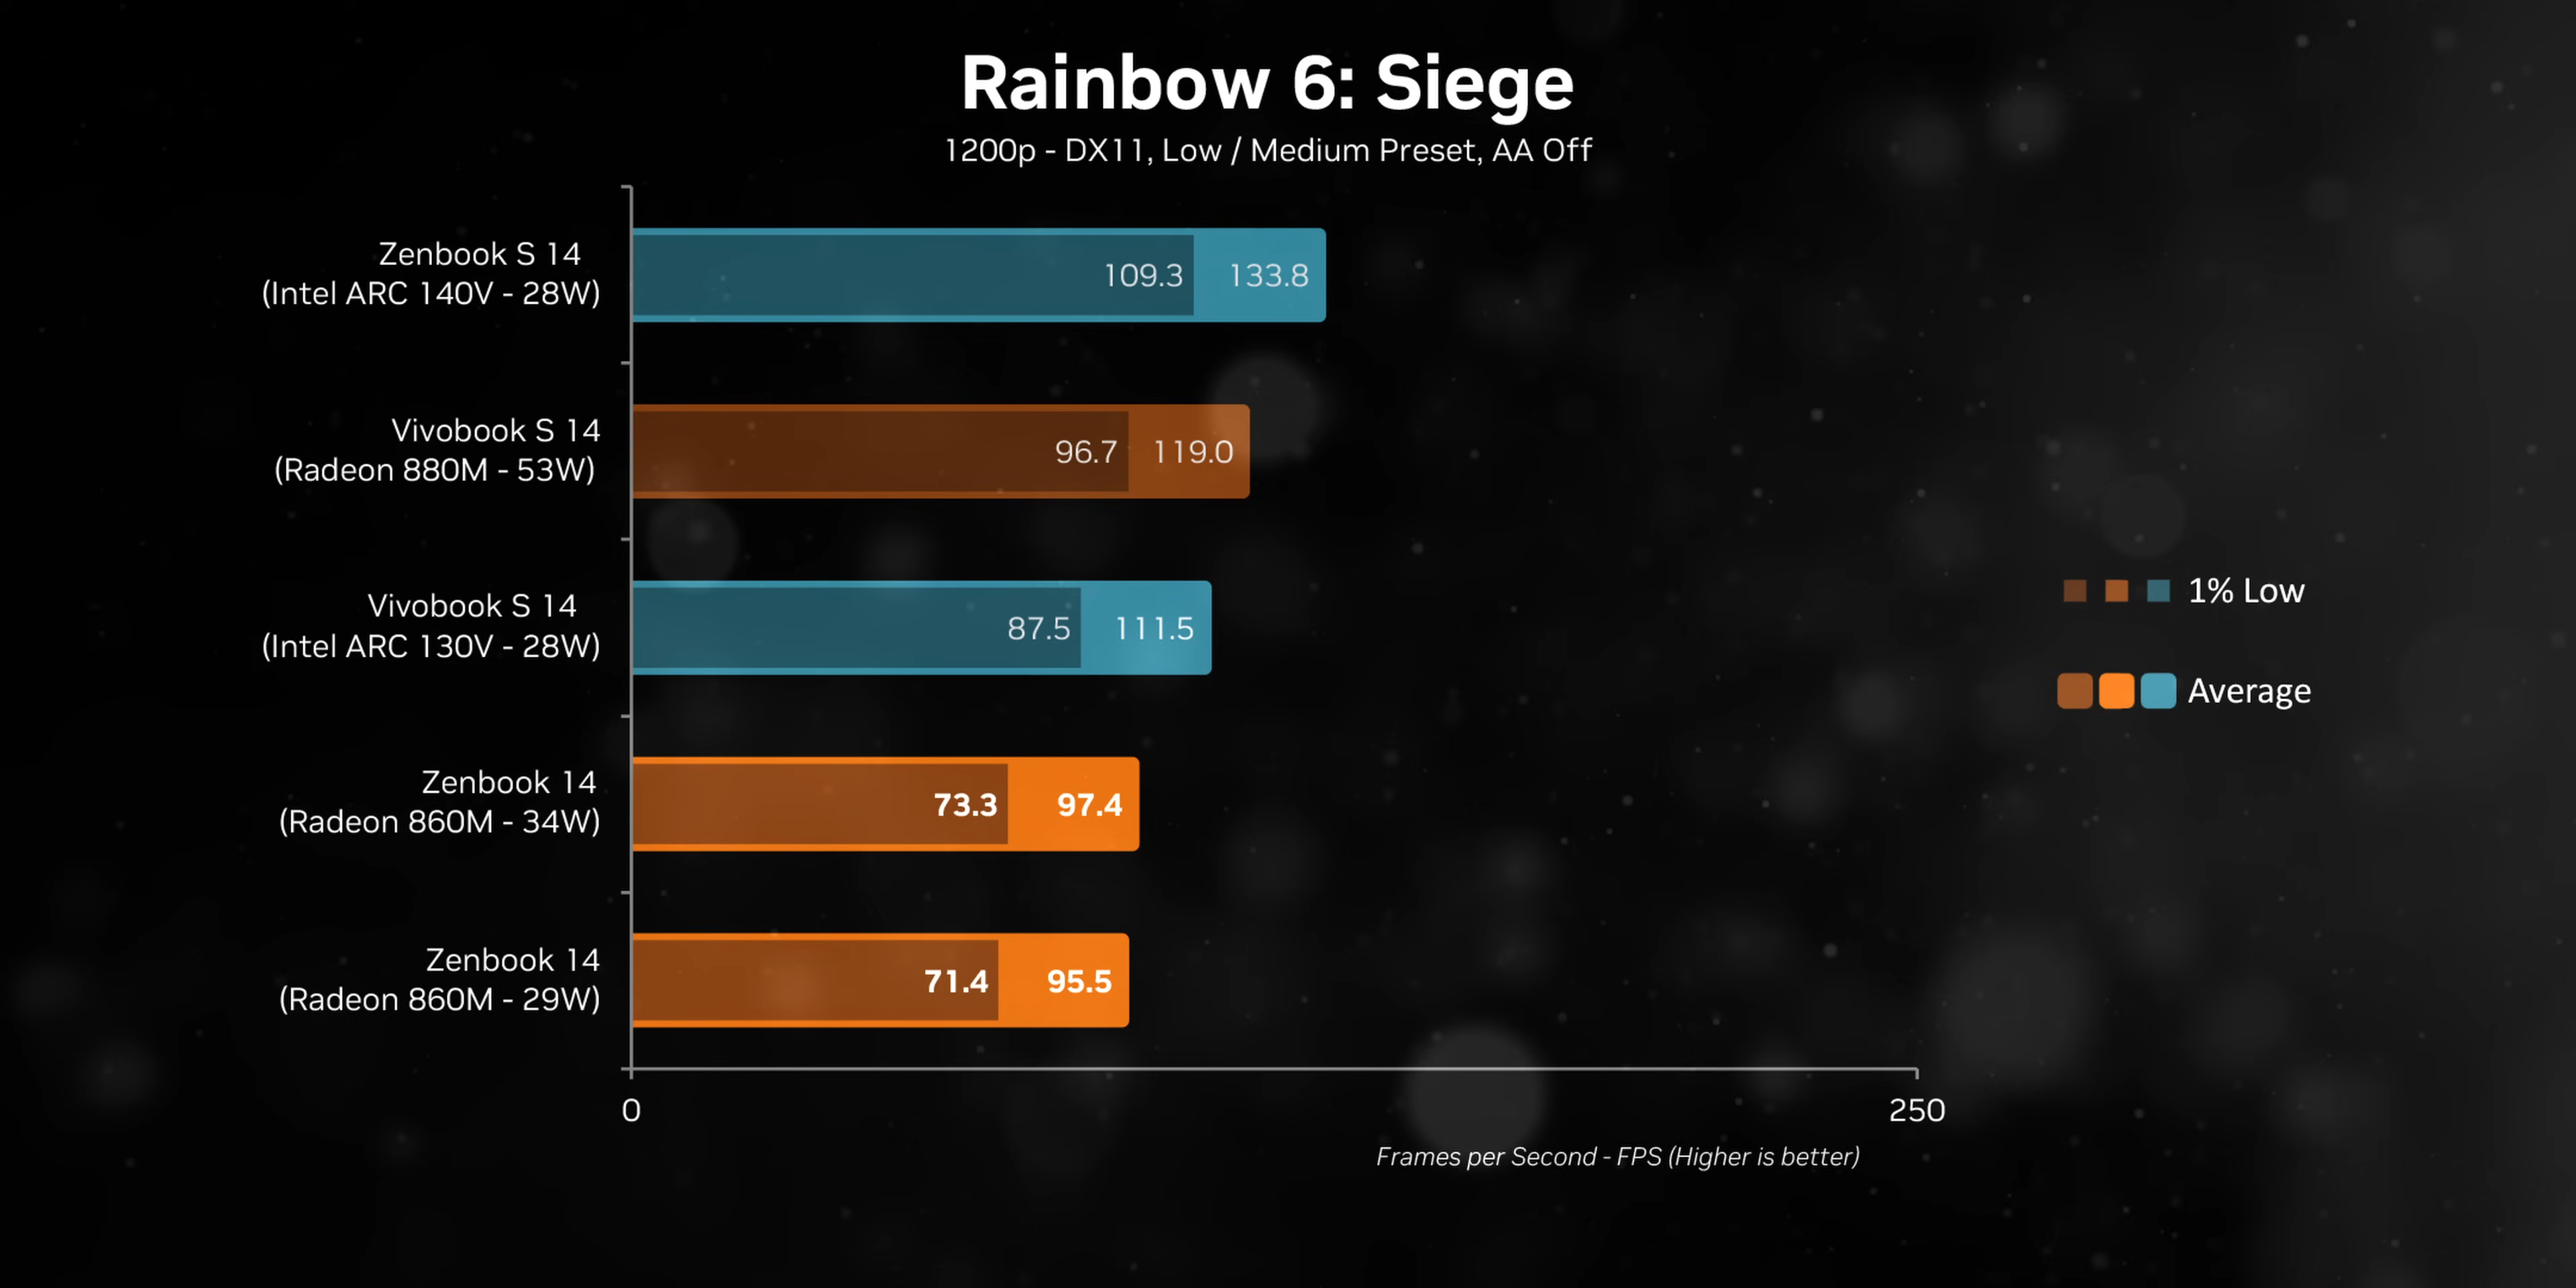 Rainbow 6: Siege
1200p - DX11, Low / Medium Preset, AA Off
Zenbook S 14
(Intel ARC 140V - 28W)
109.3
133.8
Vivobook S 14
(Radeon 880M - 53W)
96.7
119.0
Vivobook S 14
(Intel ARC 130V - 28W)
87.5
111.5
Zenbook 14
(Radeon 860M - 34W)
73.3
97.4
Zenbook 14
(Radeon 860M - 29W)
71.4
95.5
1% Low
Average
0
250
Frames per Second - FPS (Higher is better)